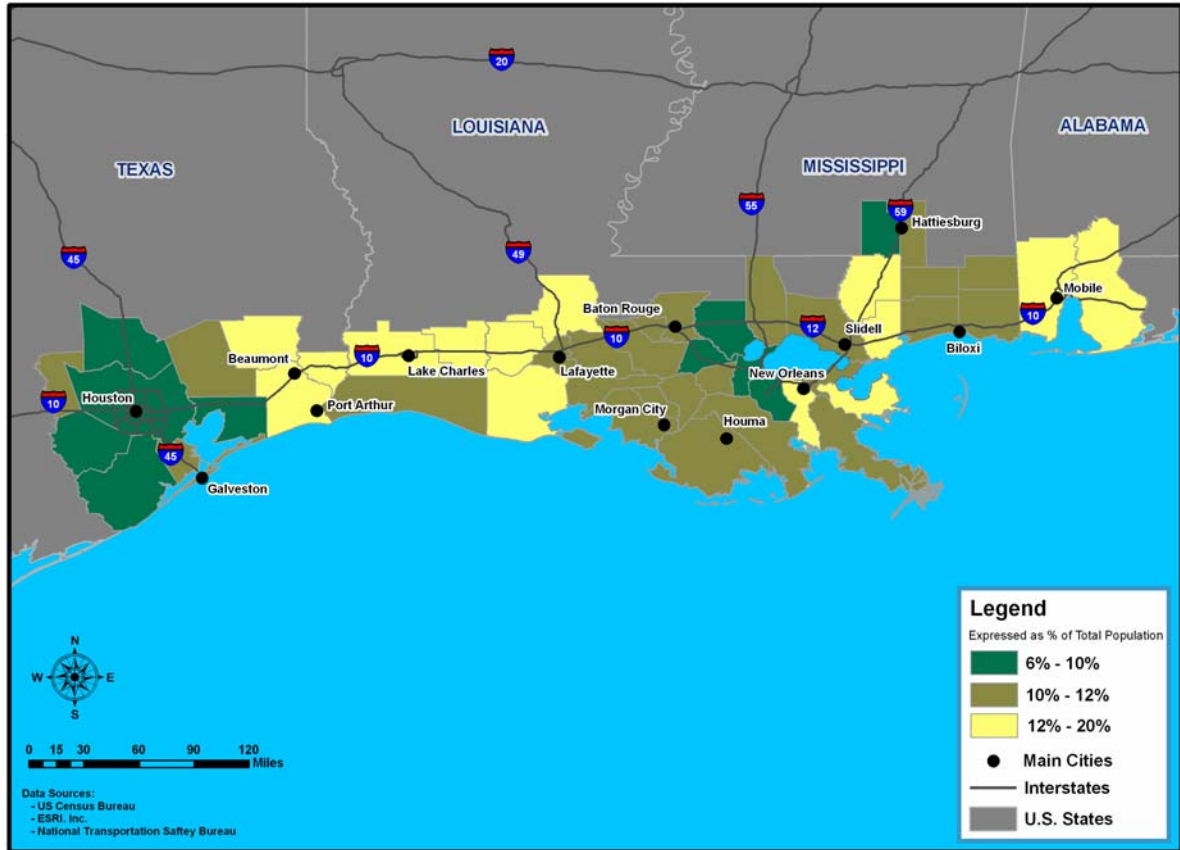 20
LOUISIANA
ALABAMA
TEXAS
MISSISSIPPI
55
59
Hattiesburg
45
49
Mobile
Baton Rouge
10
12
Slidell
10
Beaumont
10
Biloxi
Lake Charles
Lafayette
New Orleans
10
Houston
Port Arthur
Morgan City
Houma
45
Galveston
Legend
Expressed as % of Total Population
6% - 10%
10% - 12%
12% - 20%
Main Cities
Interstates
U.S. States
N
W E
S
0 15 30 60 90 120
Miles
Data Sources:
- US Census Bureau
- ESRI. Inc.
- National Transportation Saftey Bureau